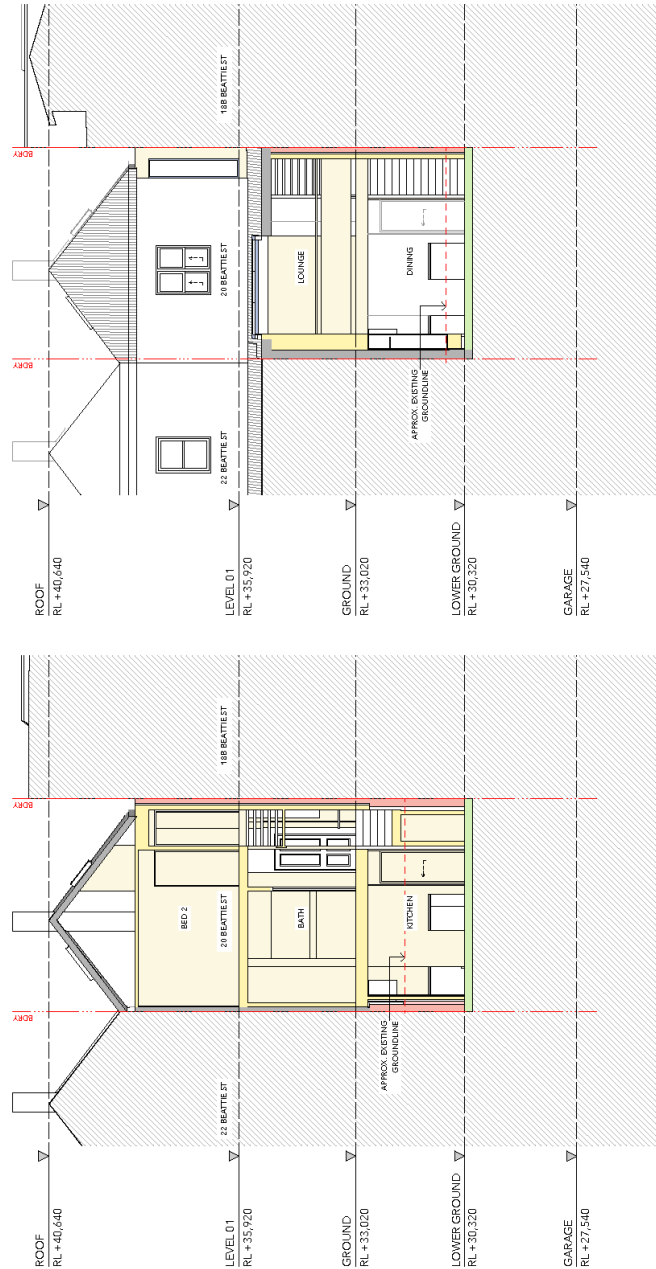 ROOF
RL +40,640
LEVEL 01
RL +35,920
GROUND
RL +33,020
LOWER GROUND
RL +30,320
GARAGE
RL +27,540
BDRY
BDRY
22 BEATTIE ST
20 BEATTIE ST
18B BEATTIE ST
BED 2
BATH
KITCHEN
APPROX. EXISTING
GROUNDLINE
ROOF
RL +40,640
LEVEL 01
RL +35,920
GROUND
RL +33,020
LOWER GROUND
RL +30,320
GARAGE
RL +27,540
BDRY
BDRY
22 BEATTIE ST
20 BEATTIE ST
18B BEATTIE ST
LOUNGE
DINING
APPROX. EXISTING
GROUNDLINE